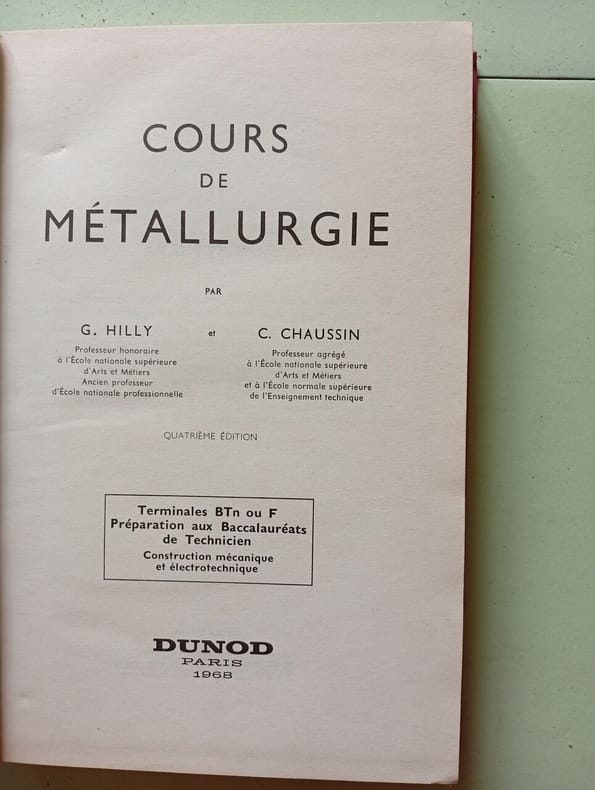 COURS
DE
MÉTALLURGIE
PAR
G. HILLY et C. CHAUSSIN
Professeur honoraire
à l'École nationale supérieure
d'Arts et Métiers
Ancien professeur
d'École nationale professionnelle
Professeur agrégé
à l'École nationale supérieure
d'Arts et Métiers
et à l'École normale supérieure
de l'Enseignement technique
QUATRIÈME ÉDITION
Terminales BTn ou F
Préparation aux Baccalauréats
de Technicien
Construction mécanique
et électrotechnique
DUNOD
PARIS
1968